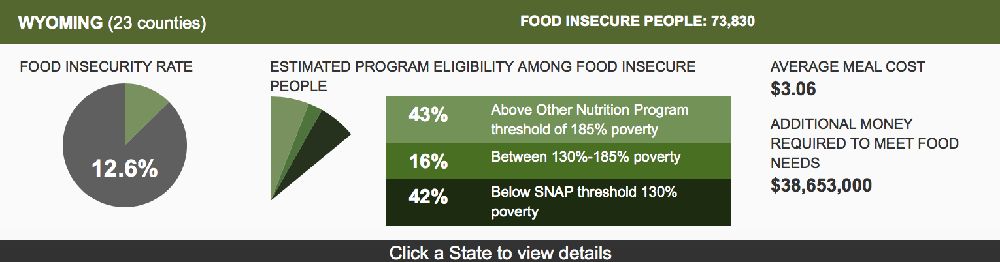 WYOMING (23 counties)
FOOD INSECURE PEOPLE: 73,830
FOOD INSECURITY RATE
12.6%
ESTIMATED PROGRAM ELIGIBILITY AMONG FOOD INSECURE
PEOPLE
43%
Above Other Nutrition Program
threshold of 185% poverty
16%
Between 130%-185% poverty
42%
Below SNAP threshold 130%
poverty
AVERAGE MEAL COST
$3.06
ADDITIONAL MONEY
REQUIRED TO MEET FOOD
NEEDS
$38,653,000
Click a State to view details